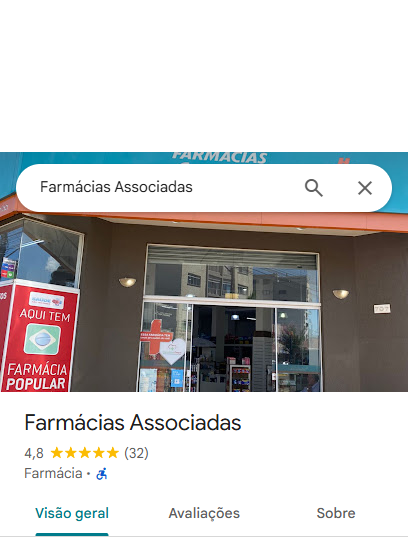 FARMÁCIAS
Farmácias Associadas
AQUI TEM
FARMÁCIA
POPULAR
Farmácias Associadas
4,8 (32)
Farmácia ·
Visão geral
Avaliações
Sobre